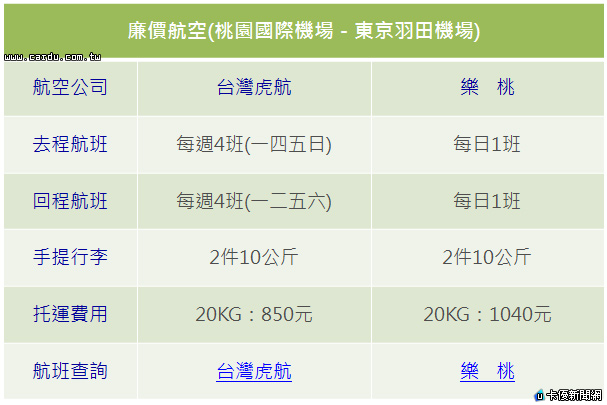 廉價航空(桃園國際機場 - 東京羽田機場)
www.cardu.com.tw
航空公司 台灣虎航 樂 桃
去程航班 每週4班(一四五日) 每日1班
回程航班 每週4班(一二五六) 每日1班
手提行李 2件10公斤 2件10公斤
托運費用 20KG：850元 20KG：1040元
航班查詢 台灣虎航 樂 桃
卡優新聞網